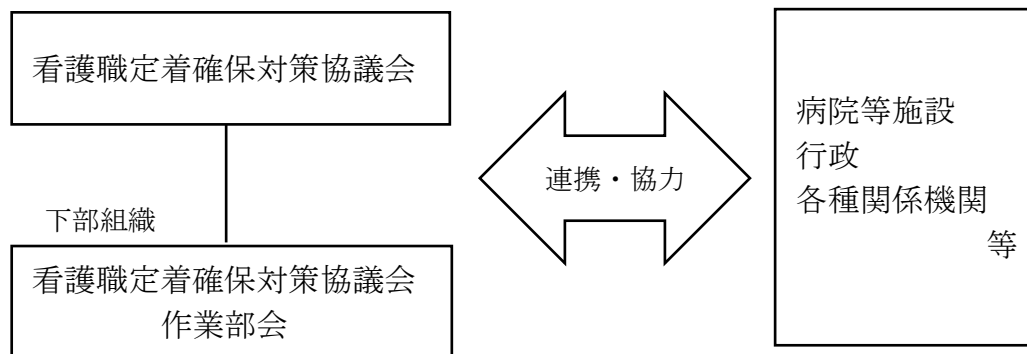 看護職定着確保対策協議会
下部組織
看護職定着確保対策協議会
作業部会
連携・協力
病院等施設
行政
各種関係機関
等